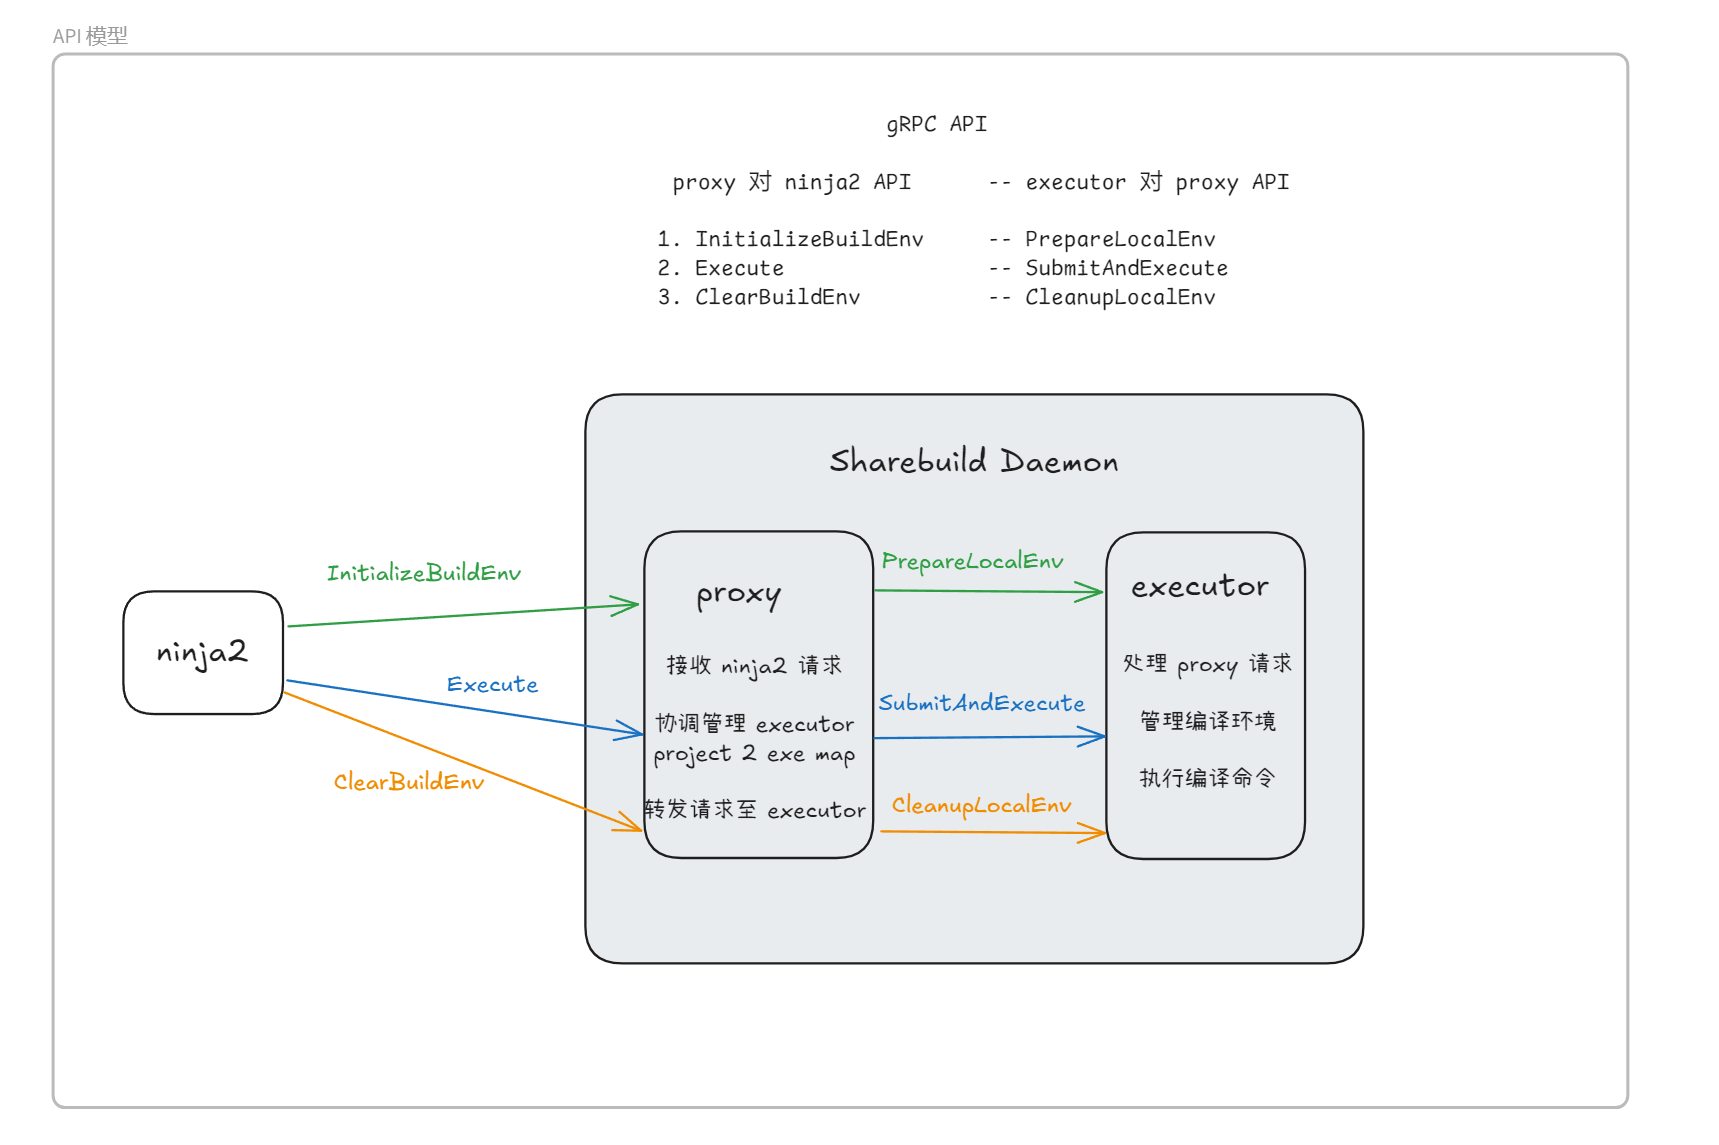 API 模型
gRPC API
proxy 对 ninja2 API -- executor 对 proxy API
1. InitializeBuildEnv -- PrepareLocalEnv
2. Execute -- SubmitAndExecute
3. ClearBuildEnv -- CleanupLocalEnv
Sharebuild Daemon
ninja2
InitializeBuildEnv
Execute
ClearBuildEnv
proxy
接收 ninja2 请求
协调管理 executor
project 2 exe map
转发请求至 executor
PrepareLocalEnv
SubmitAndExecute
CleanupLocalEnv
executor
处理 proxy 请求
管理编译环境
执行编译命令